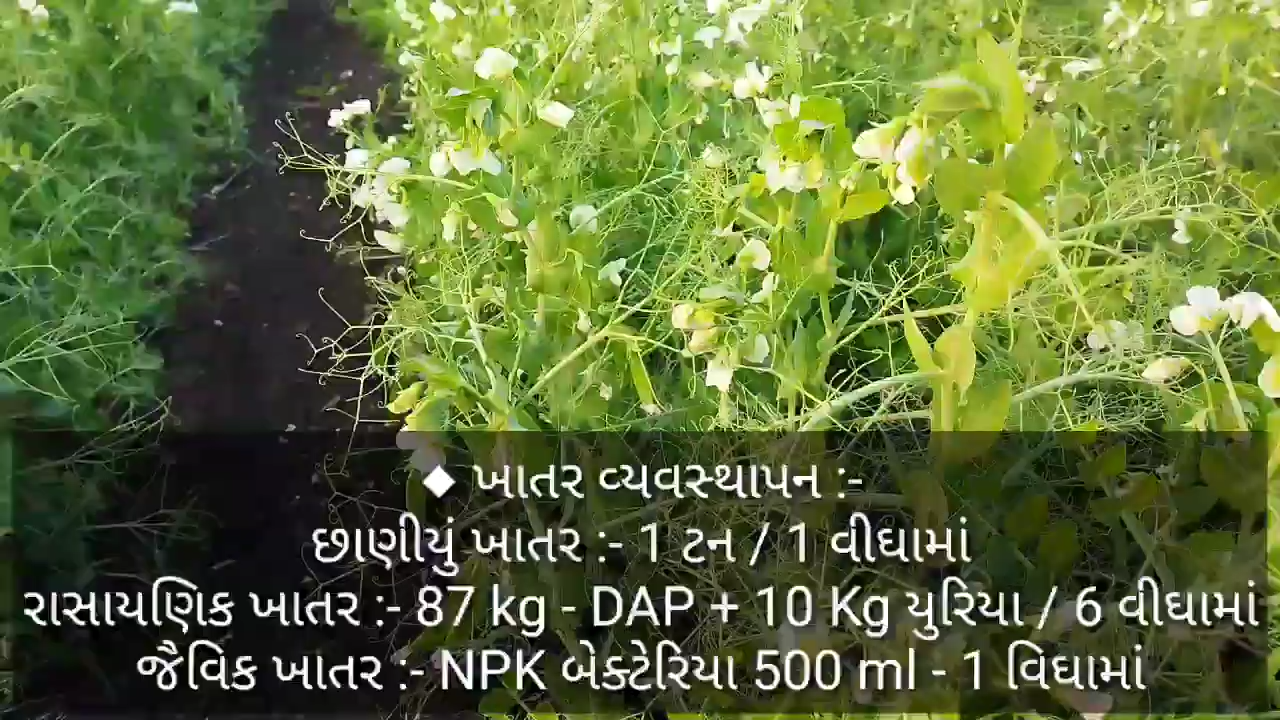 ◆ ખાતર વ્યવસ્થાપન :-
છાણીયું ખાતર :- 1 ટન / 1 વીઘામાં
રાસાયણિક ખાતર :- 87 kg - DAP + 10 Kg યુરિયા / 6 વીઘામાં
જૈવિક ખાતર :- NPK બેક્ટેરિયા 500 ml - 1 વિઘામાં